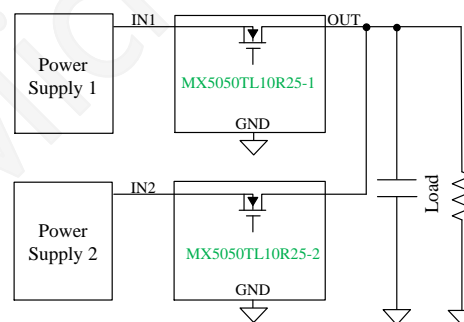 IN1
OUT
Power
Supply 1
MX5050TL10R25-1
GND
IN2
Power
Supply 2
MX5050TL10R25-2
GND
Load